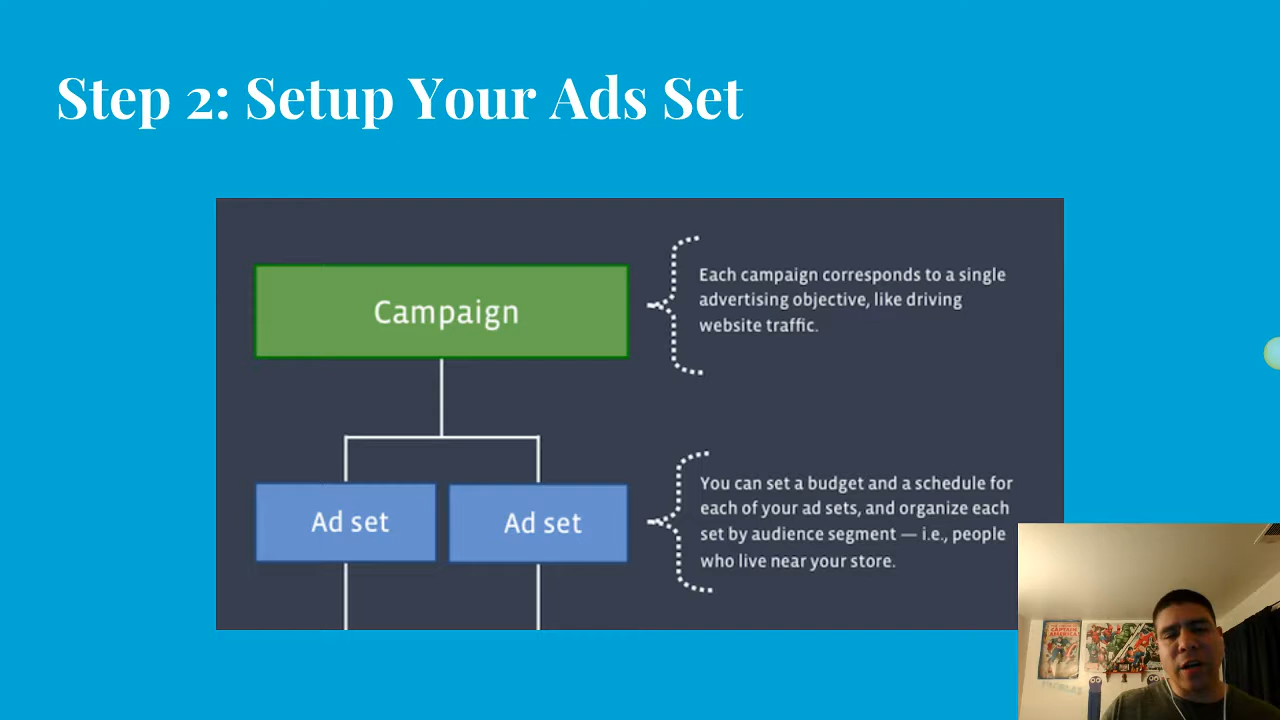 Step 2: Setup Your Ads Set
Campaign
Each campaign corresponds to a single
advertising objective, like driving
website traffic.
Ad set
Ad set
You can set a budget and a schedule for
each of your ad sets, and organize each
set by audience segment — i.e., people
who live near your store.
CAPTAIN
AMERICA